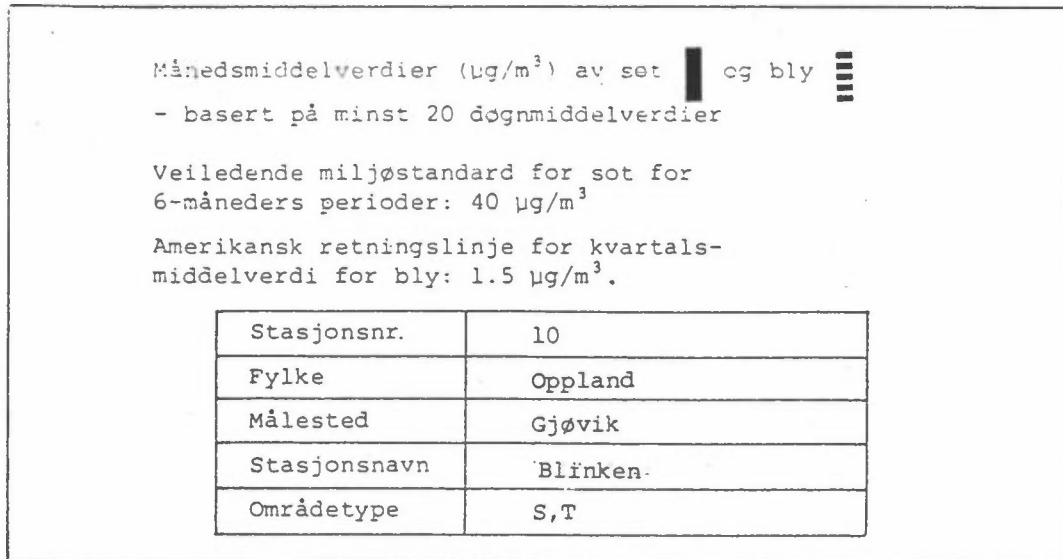 Månedsmiddelverdier (µg/m³) av sot og bly
- basert på minst 20 døgnmiddelverdier
Veiledende miljøstandard for sot for
6-måneders perioder: 40 µg/m³
Amerikansk retningslinje for kvartals-
middelverdi for bly: 1.5 µg/m³.
Stasjonsnr. 10
Fylke Oppland
Målested Gjøvik
Stasjonsnavn Blinken
Områdetype S,T